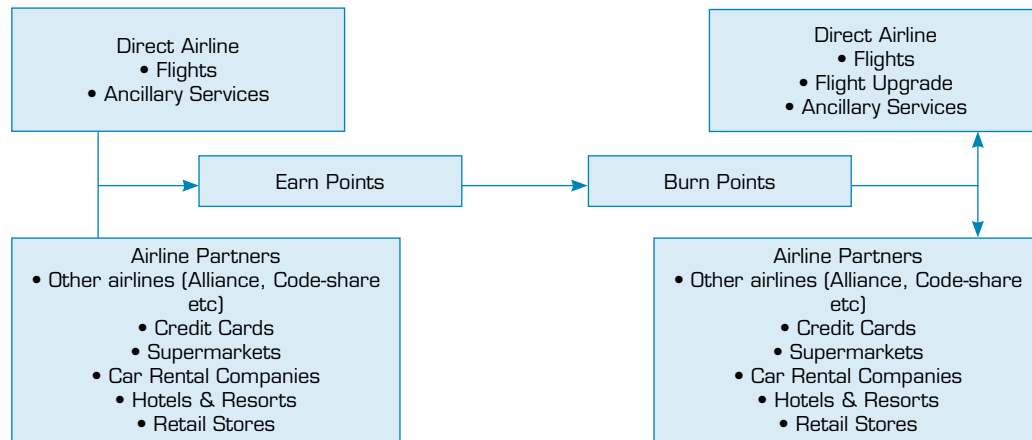 Direct Airline
• Flights
• Ancillary Services
Direct Airline
• Flights
• Flight Upgrade
• Ancillary Services
Earn Points
Burn Points
Airline Partners
• Other airlines (Alliance, Code-share
etc)
• Credit Cards
• Supermarkets
• Car Rental Companies
• Hotels & Resorts
• Retail Stores
Airline Partners
• Other airlines (Alliance, Code-share
etc)
• Credit Cards
• Supermarkets
• Car Rental Companies
• Hotels & Resorts
• Retail Stores